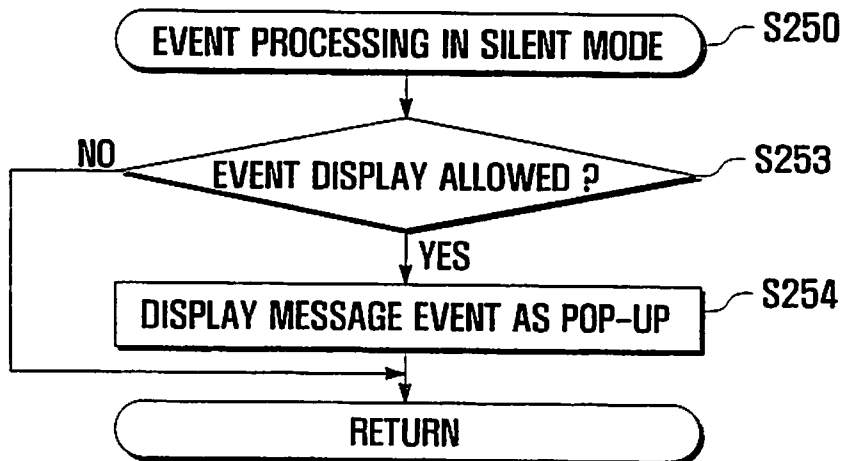 EVENT PROCESSING IN SILENT MODE
S250
NO
EVENT DISPLAY ALLOWED ?
S253
YES
DISPLAY MESSAGE EVENT AS POP-UP
S254
RETURN